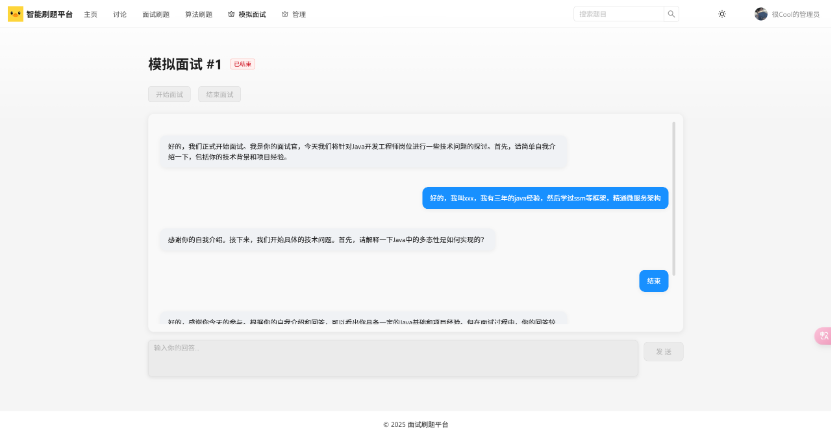 智能刷题平台 主页 讨论 面试刷题 算法刷题 模拟面试 管理 搜索题目 很Cool的管理员
模拟面试 #1 已结束
开始面试 结束面试
好的，我们正式开始面试。我是你的面试官，今天我们将针对Java开发工程师岗位进行一些技术问题的探讨。首先，请简单自我介
绍一下，包括你的技术背景和项目经验。
好的，我叫xxx，我有三年的java经验，然后学过ssm等框架，精通微服务架构
感谢你的自我介绍。接下来，我们开始具体的技术问题。首先，请解释一下Java中的多态性是如何实现的？
结束
好的，感谢你今天的参与。根据你的自我介绍和回答，可以看出你具备一定的Java基础和项目经验，但在面试过程中，你的回答较
输入你的回答
发 送
© 2025 面试刷题平台